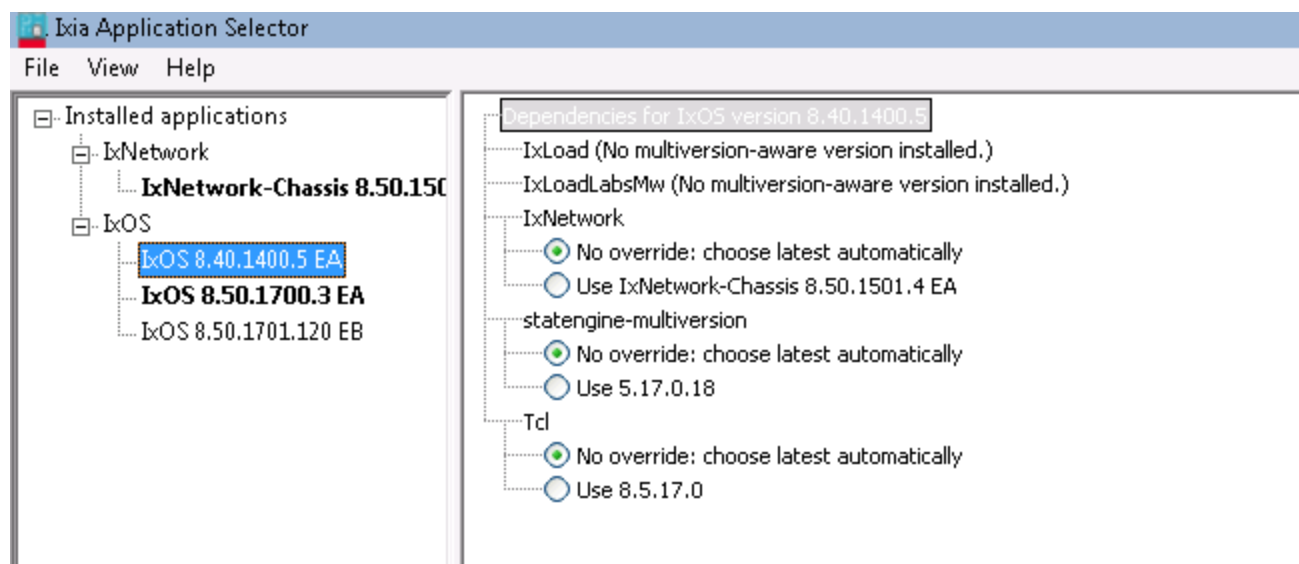 Ixia Application Selector
File View Help
Installed applications
IxNetwork
IxNetwork-Chassis 8.50.150
IxOS
IxOS 8.40.1400.5 EA
IxOS 8.50.1700.3 EA
IxOS 8.50.1701.120 EB
Dependencies for IxOS version 8.40.1400.5
IxLoad (No multiversion-aware version installed.)
IxLoadLabsMw (No multiversion-aware version installed.)
IxNetwork
No override: choose latest automatically
Use IxNetwork-Chassis 8.50.1501.4 EA
statengine-multiversion
No override: choose latest automatically
Use 5.17.0.18
Tcl
No override: choose latest automatically
Use 8.5.17.0